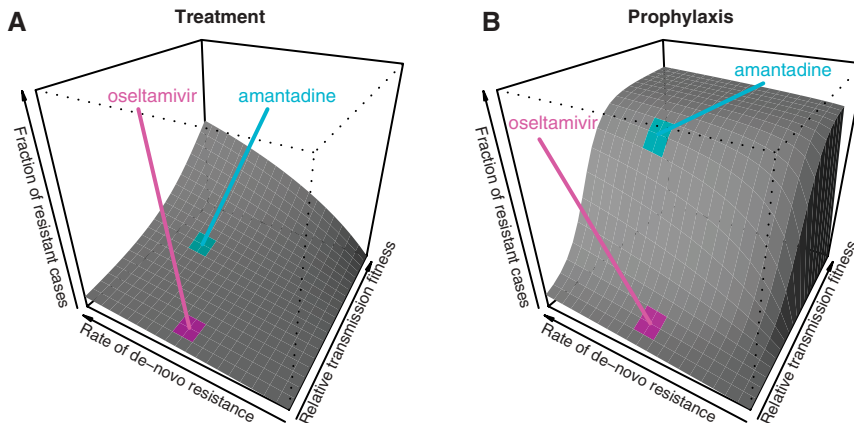 A
Treatment
oseltamivir
amantadine
Fraction of resistant cases
Rate of de−novo resistance
Relative transmission fitness
B
Prophylaxis
amantadine
oseltamivir
Fraction of resistant cases
Rate of de−novo resistance
Relative transmission fitness